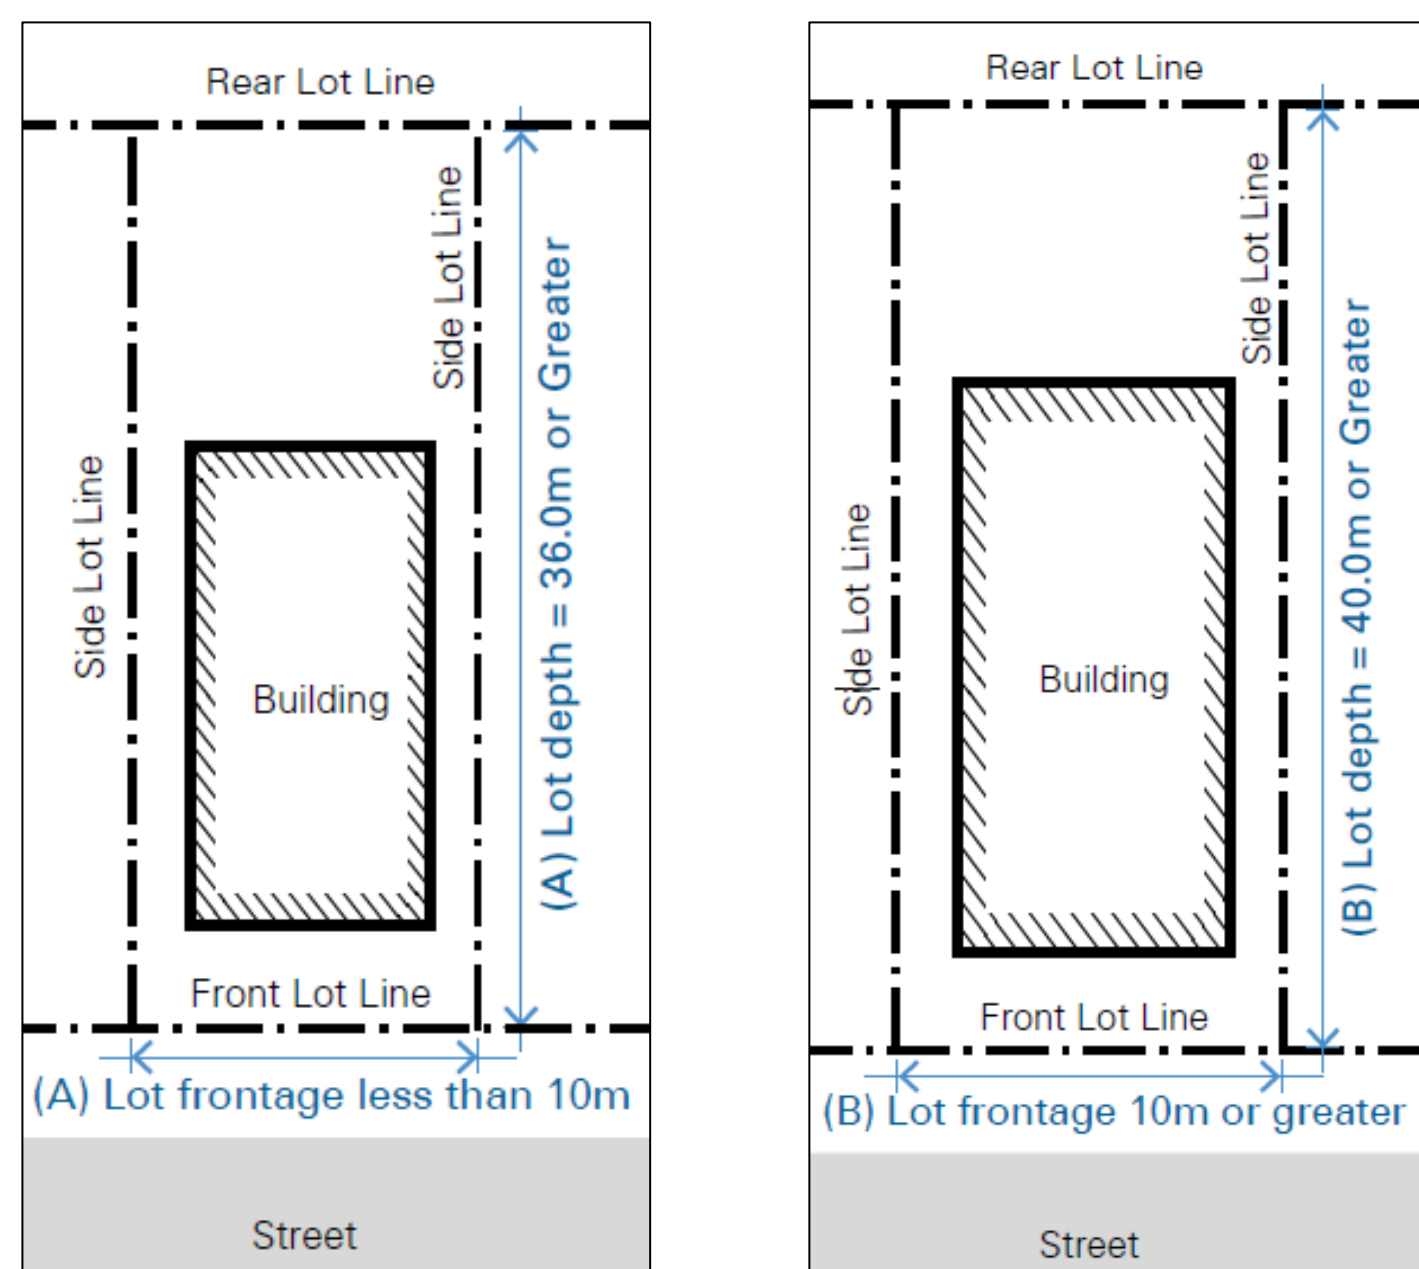 Rear Lot Line
Side Lot Line
(A) Lot depth = 36.0m or Greater
Side Lot Line
Building
Front Lot Line
(A) Lot frontage less than 10m
Street
Rear Lot Line
Side Lot Line
(B) Lot depth = 40.0m or Greater
Side Lot Line
Building
Front Lot Line
(B) Lot frontage 10m or greater
Street